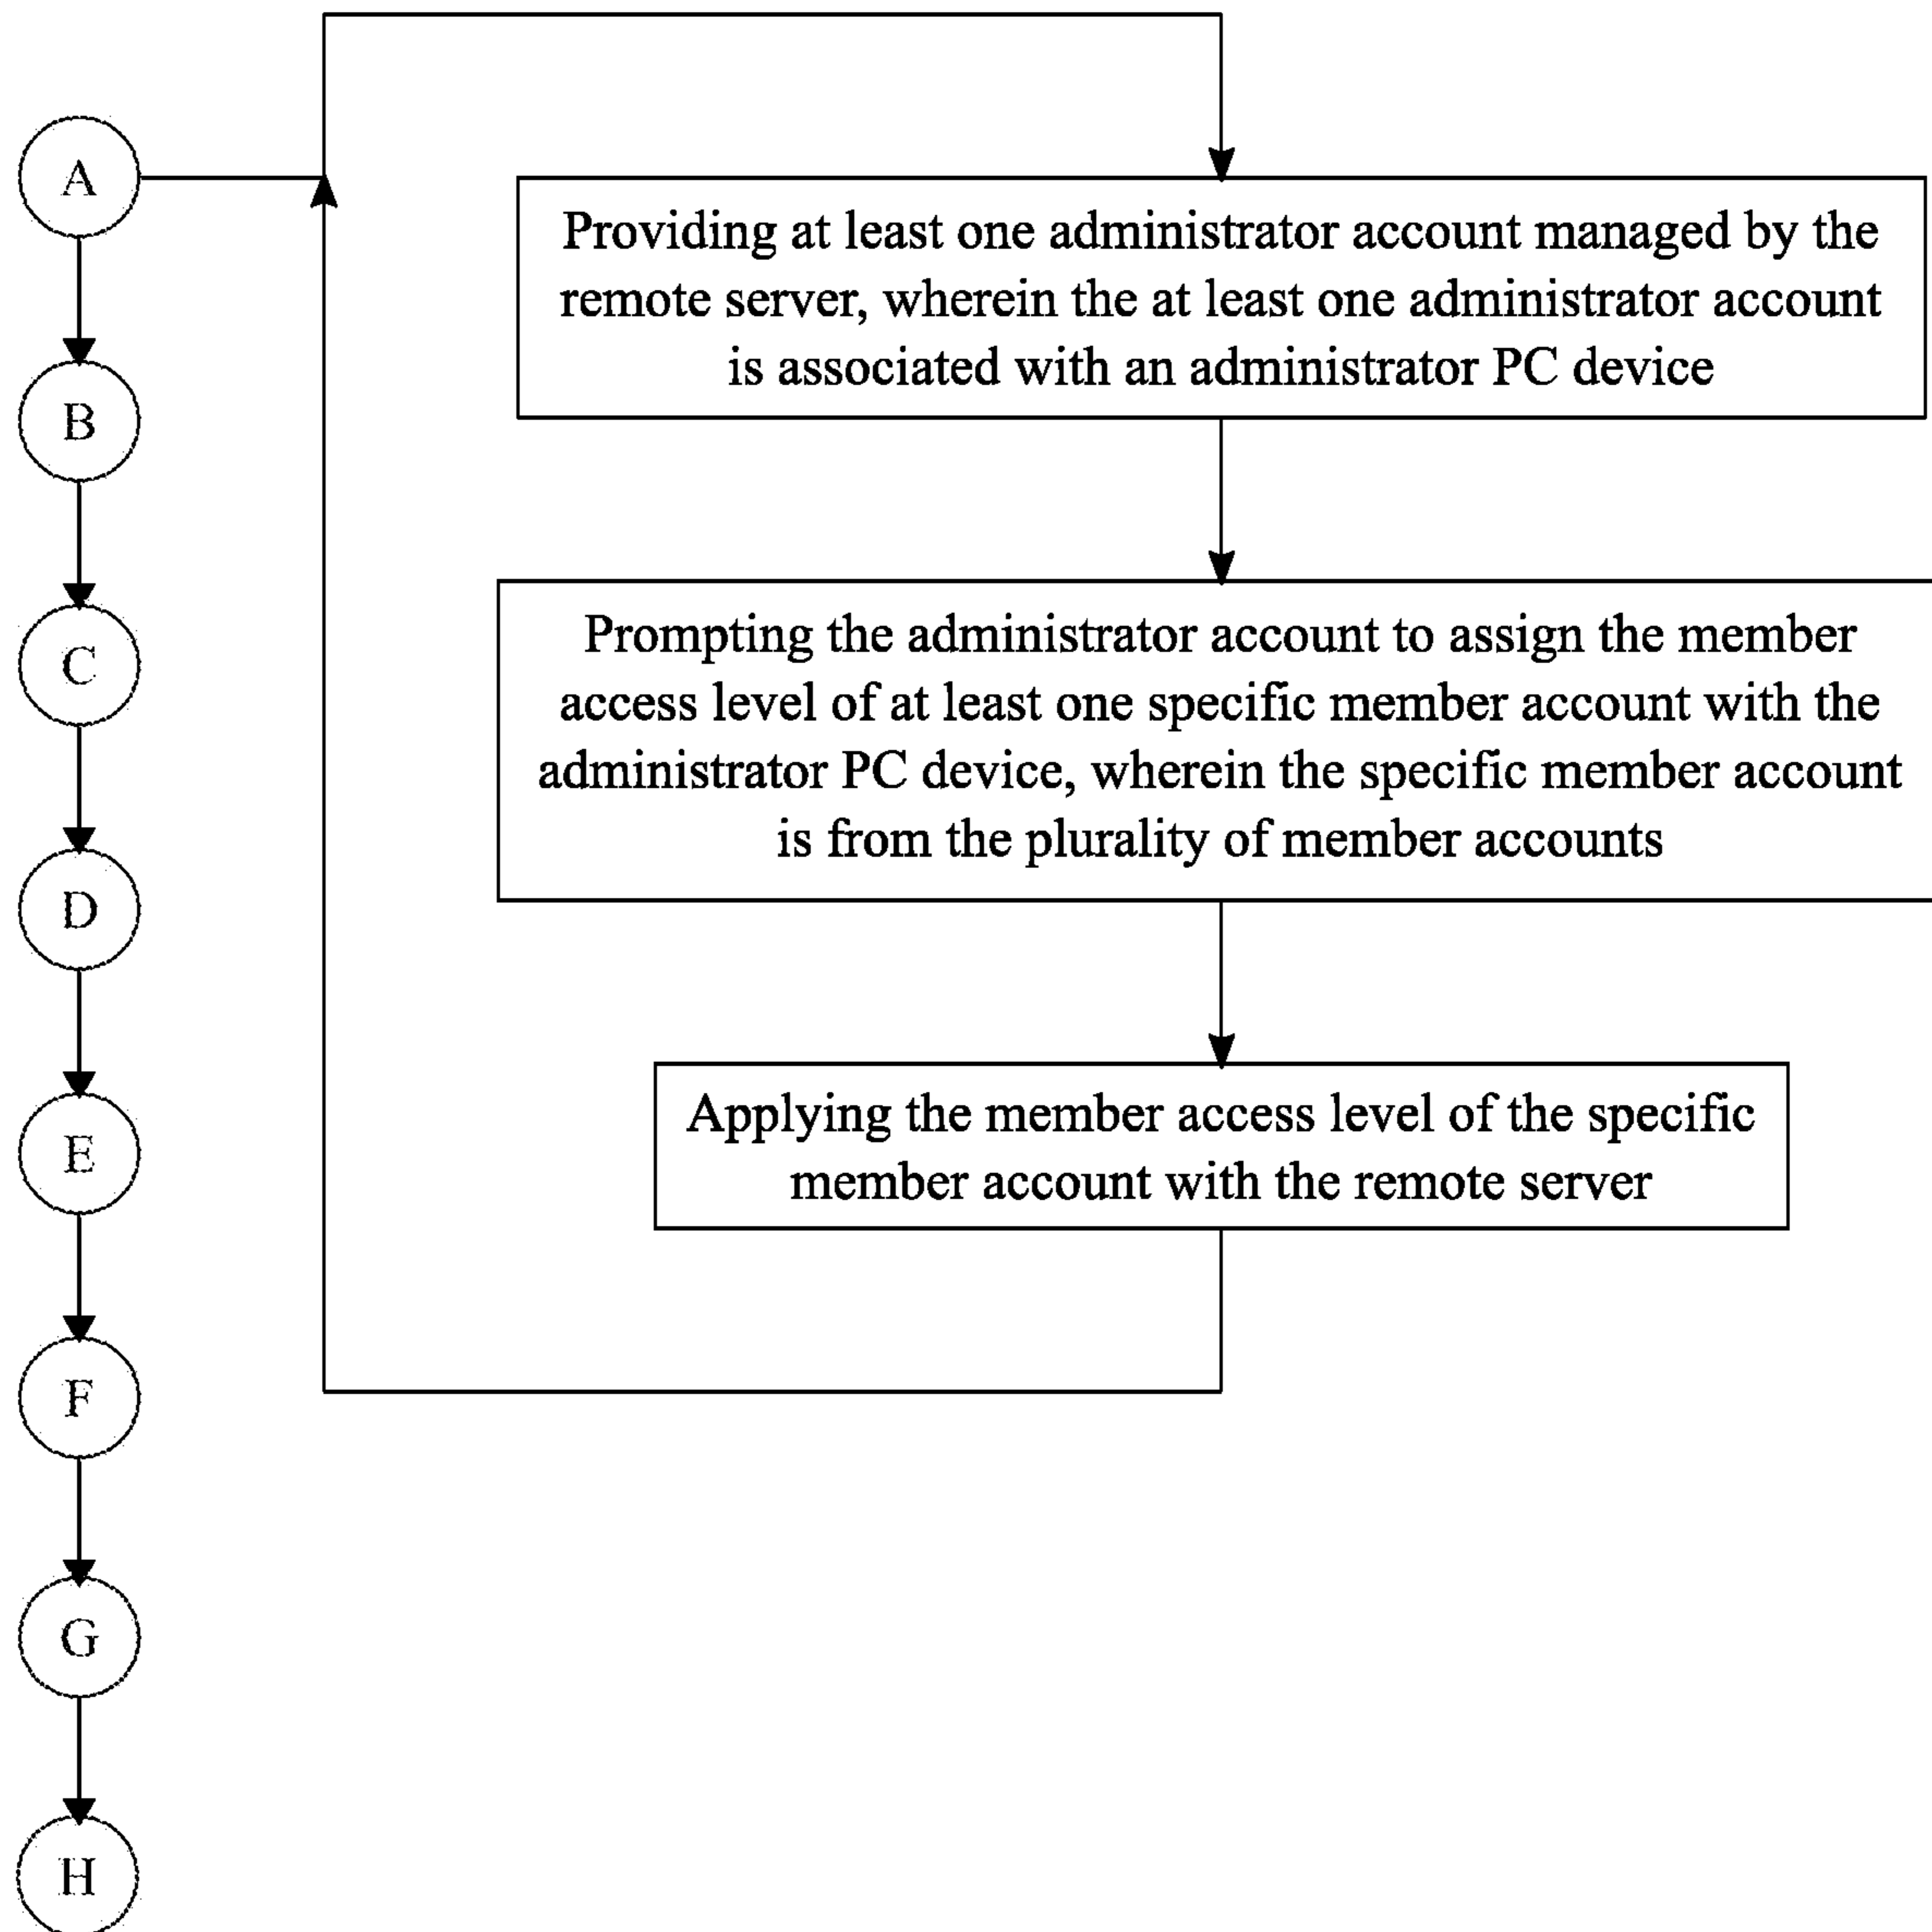 A
B
C
D
E
F
G
H
Providing at least one administrator account managed by the
remote server, wherein the at least one administrator account
is associated with an administrator PC device
Prompting the administrator account to assign the member
access level of at least one specific member account with the
administrator PC device, wherein the specific member account
is from the plurality of member accounts
Applying the member access level of the specific
member account with the remote server